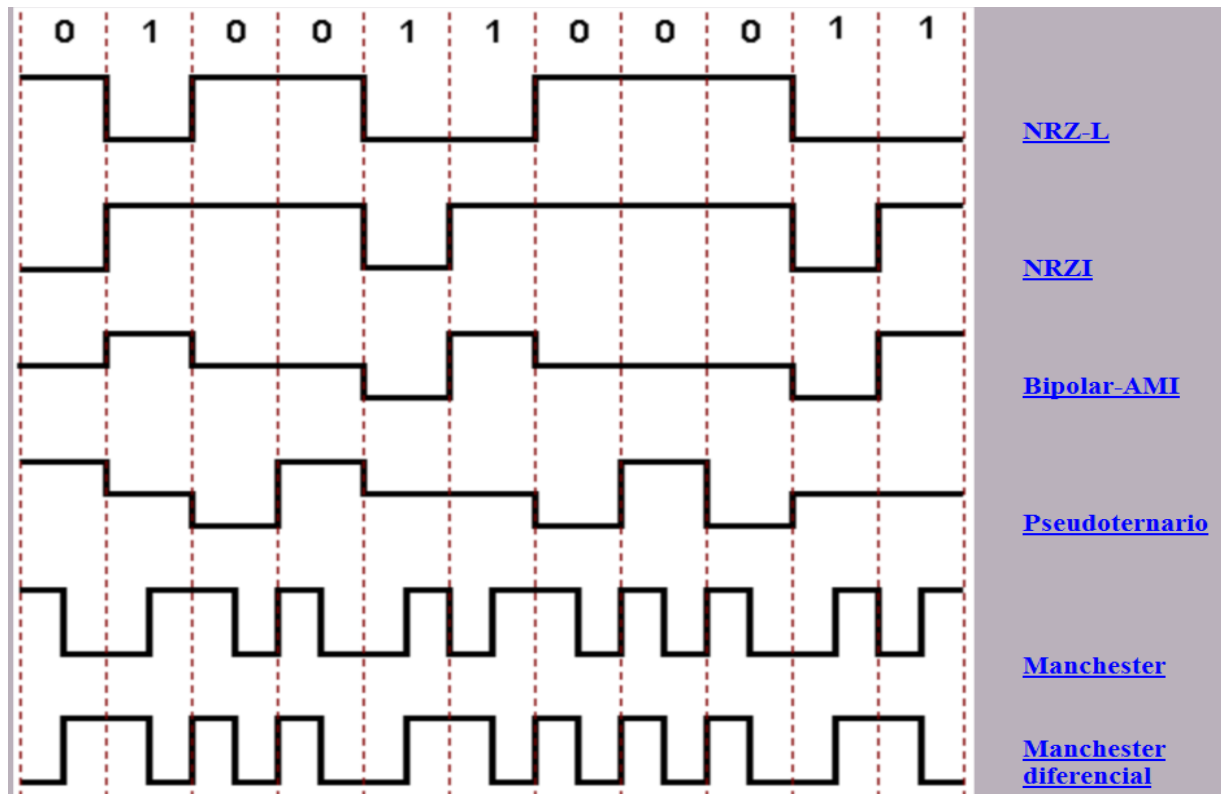 0 1 0 0 1 1 0 0 0 1 1
NRZ-L
NRZI
Bipolar-AMI
Pseudoternario
Manchester
Manchester
diferencial